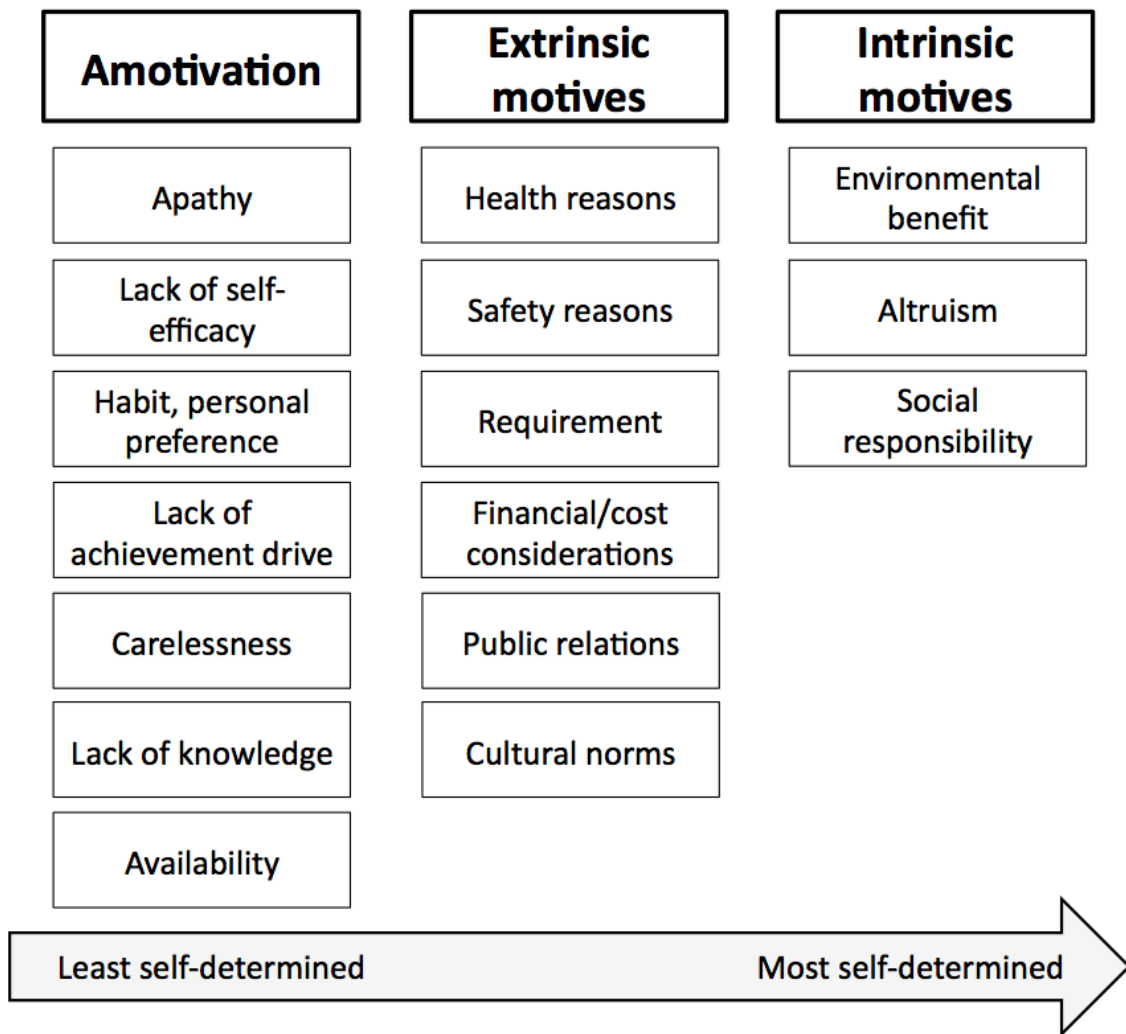 Amotivation
Extrinsic
motives
Intrinsic
motives
Apathy
Lack of self-
efficacy
Habit, personal
preference
Lack of
achievement drive
Carelessness
Lack of knowledge
Availability
Health reasons
Safety reasons
Requirement
Financial/cost
considerations
Public relations
Cultural norms
Environmental
benefit
Altruism
Social
responsibility
Least self-determined
Most self-determined